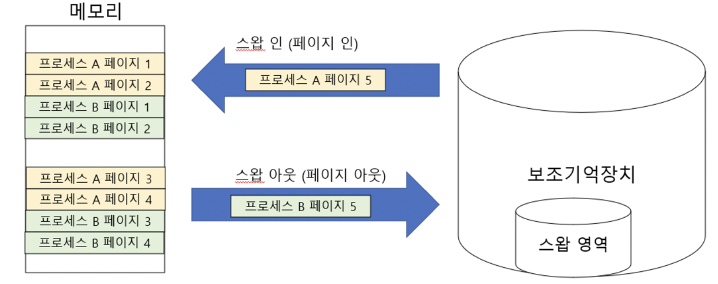 메모리
프로세스 A 페이지 1
프로세스 A 페이지 2
프로세스 B 페이지 1
프로세스 B 페이지 2
프로세스 A 페이지 3
프로세스 A 페이지 4
프로세스 B 페이지 3
프로세스 B 페이지 4
스왑 인 (페이지 인)
프로세스 A 페이지 5
스왑 아웃 (페이지 아웃)
프로세스 B 페이지 5
보조기억장치
스왑 영역